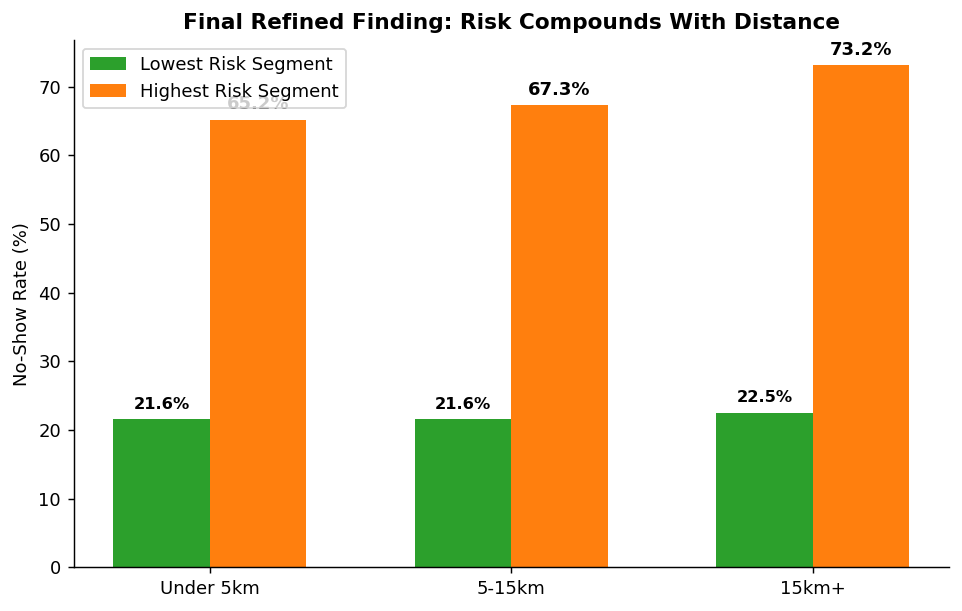 Final Refined Finding: Risk Compounds With Distance
Lowest Risk Segment
Highest Risk Segment
65.2%
67.3%
73.2%
21.6%
21.6%
22.5%
No-Show Rate (%)
70
60
50
40
30
20
10
0
Under 5km
5-15km
15km+